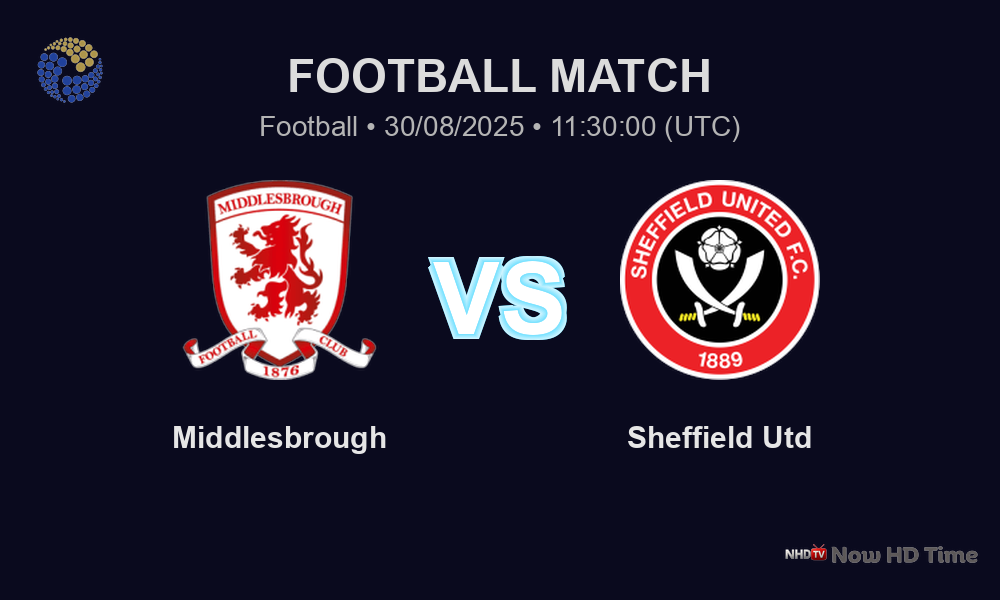 FOOTBALL MATCH
Football • 30/08/2025 • 11:30:00 (UTC)
MIDDLESBROUGH
FOOTBALL CLUB
1876
SHEFFIELD UNITED F.C.
1889
VS
Middlesbrough
Sheffield Utd
NHDTV Now HD Time